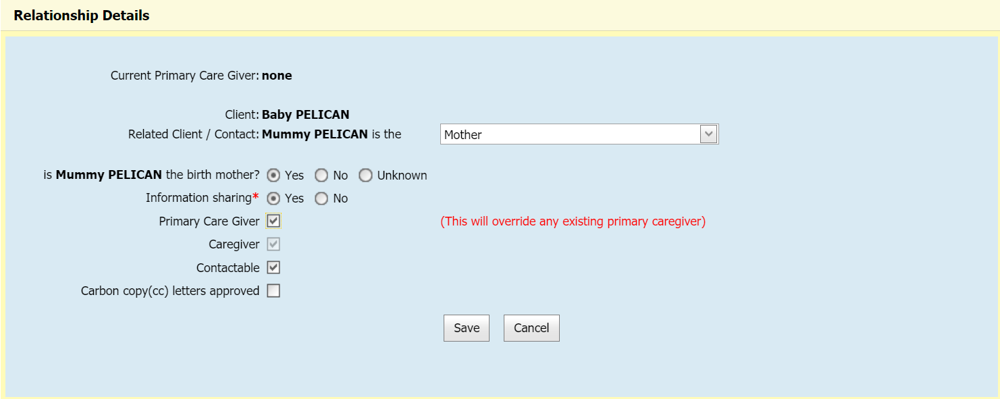 Relationship Details
Current Primary Care Giver: none
Client: Baby PELICAN
Related Client / Contact: Mummy PELICAN is the Mother
is Mummy PELICAN the birth mother? Yes No Unknown
Information sharing* Yes No
Primary Care Giver (This will override any existing primary caregiver)
Caregiver
Contactable
Carbon copy(cc) letters approved
Save Cancel